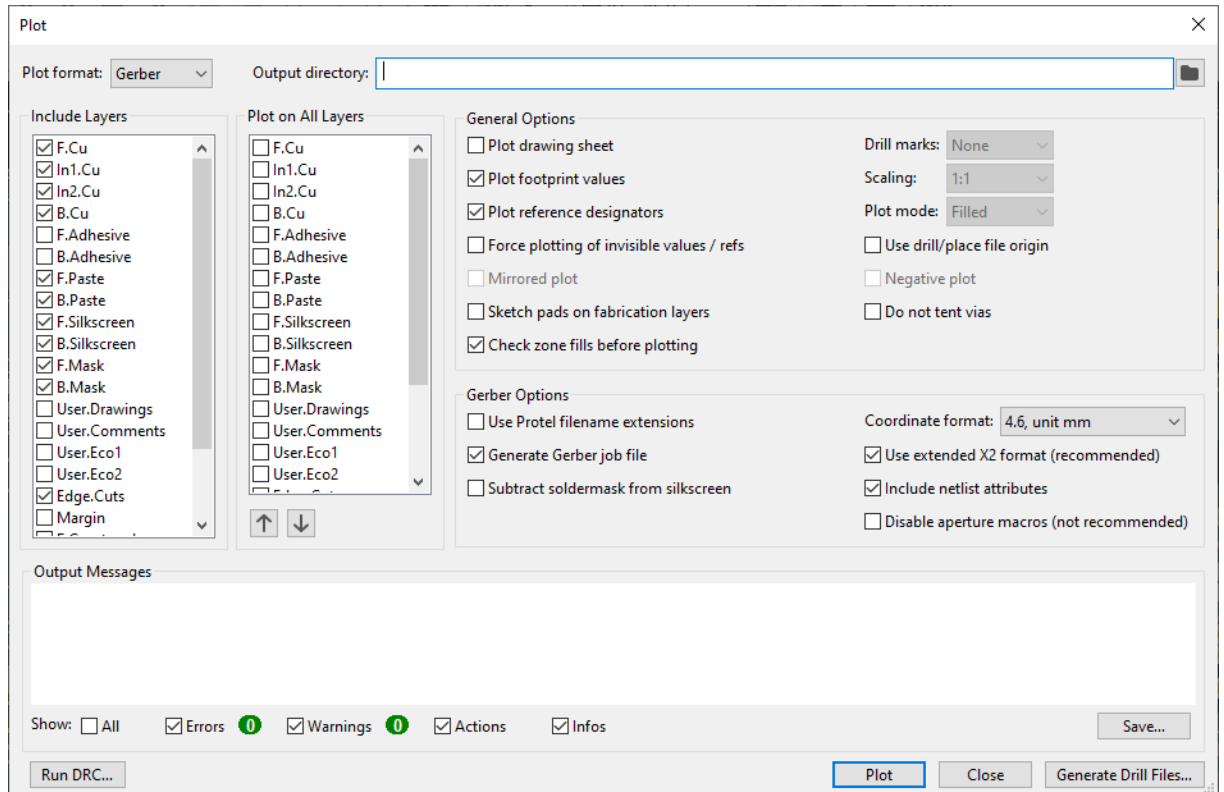 Plot
Plot format: Gerber
Output directory:
Include Layers
F.Cu
In1.Cu
In2.Cu
B.Cu
F.Adhesive
B.Adhesive
F.Paste
B.Paste
F.Silkscreen
B.Silkscreen
F.Mask
B.Mask
User.Drawings
User.Comments
User.Eco1
User.Eco2
Edge.Cuts
Margin
Plot on All Layers
F.Cu
In1.Cu
In2.Cu
B.Cu
F.Adhesive
B.Adhesive
F.Paste
B.Paste
F.Silkscreen
B.Silkscreen
F.Mask
B.Mask
User.Drawings
User.Comments
User.Eco1
User.Eco2
General Options
Plot drawing sheet
Plot footprint values
Plot reference designators
Force plotting of invisible values / refs
Mirrored plot
Sketch pads on fabrication layers
Check zone fills before plotting
Drill marks: None
Scaling: 1:1
Plot mode: Filled
Use drill/place file origin
Negative plot
Do not tent vias
Gerber Options
Use Protel filename extensions
Generate Gerber job file
Subtract soldermask from silkscreen
Coordinate format: 4.6, unit mm
Use extended X2 format (recommended)
Include netlist attributes
Disable aperture macros (not recommended)
Output Messages
Show: All Errors 0 Warnings 0 Actions Infos Save...
Run DRC... Plot Close Generate Drill Files...